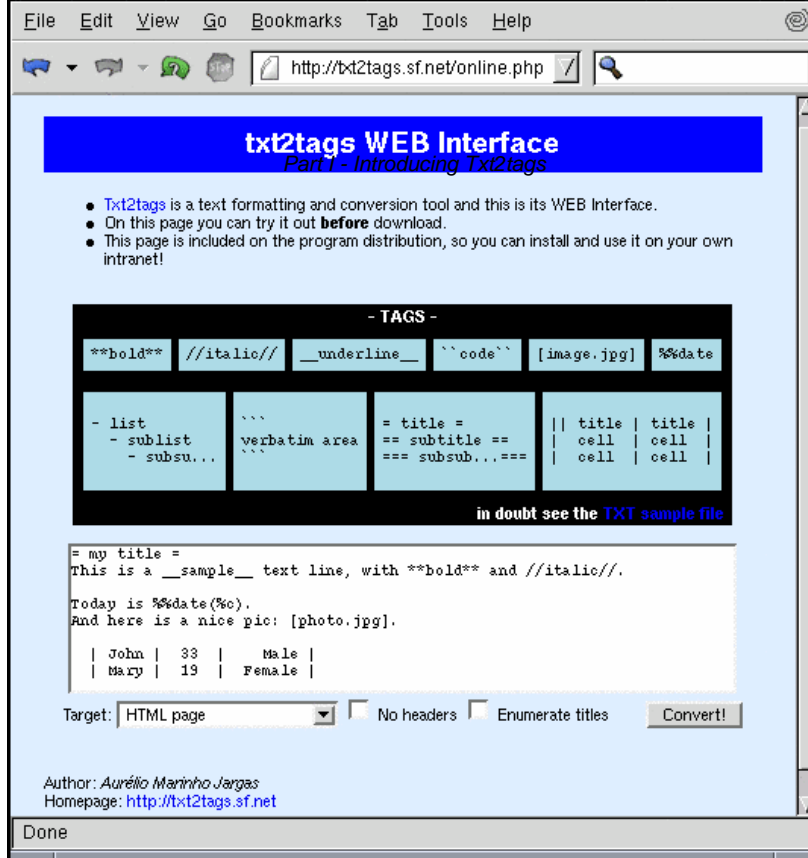 File Edit View Go Bookmarks Tab Tools Help
http://txt2tags.sf.net/online.php
txt2tags WEB Interface
Part I - Introducing Txt2tags
Txt2tags is a text formatting and conversion tool and this is its WEB Interface.
On this page you can try it out before download.
This page is included on the program distribution, so you can install and use it on your own
intranet!
- TAGS -
**bold** //italic// __underline__ ``code`` [image.jpg] %%date
- list
- sublist
- subsu...
```
verbatim area
```
= title =
== subtitle ==
=== subsub...===
|| title | title |
| cell | cell |
| cell | cell |
in doubt see the TXT sample file
= my title =
This is a __sample__ text line, with **bold** and //italic//.
Today is %%date(%c).
And here is a nice pic: [photo.jpg].
| John | 33 | Male |
| Mary | 19 | Female |
Target: HTML page No headers Enumerate titles Convert!
Author: Aurélio Marinho Jargas
Homepage: http://txt2tags.sf.net
Done